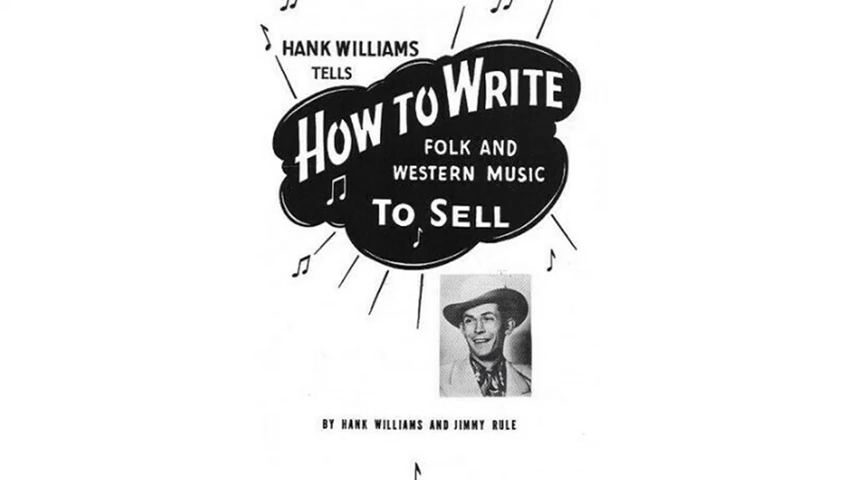 HANK WILLIAMS
TELLS
HOW TO WRITE
FOLK AND
WESTERN MUSIC
TO SELL
BY HANK WILLIAMS AND JIMMY RULE